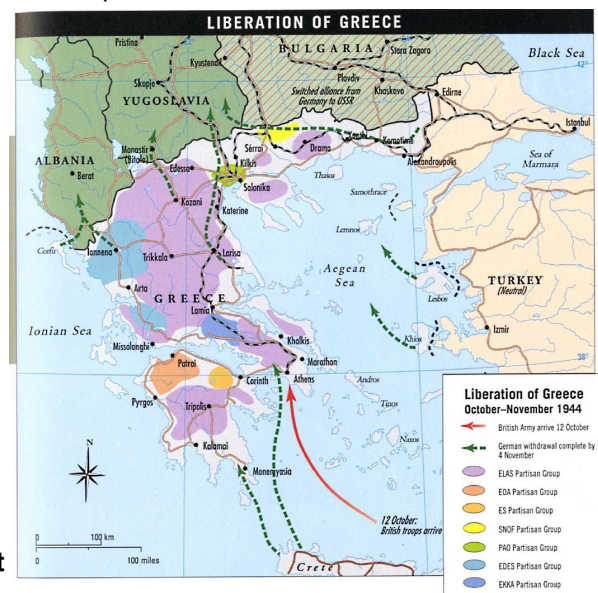 LIBERATION OF GREECE
Pristina
Kyustendil
BULGARIA
Stara Zagora
Black Sea
42°
Skopje
Plovdiv
Khaskovo
Edirne
YUGOSLAVIA
Switched alliance from
Germany to USSR
Istanbul
Monastir
(Bitola)
Sérrai
Drama
Xanthi
Komotine
Alexandroupolis
Sea of
Marmara
ALBANIA
Edessa
Kilkis
Berat
Salonika
Thasos
Samothrace
Kozani
Katerine
Lemnos
Corfu
Ionnena
Trikkala
Larisa
Aegean
Sea
TURKEY
(Neutral)
Lesbos
Arta
GREECE
Lamia
Ionian Sea
Izmir
Khios
Missolonghi
Khalkis
Marathon
38°
Patrai
Corinth
Athens
Andros
Pyrgos
Tripolis
Tinos
Naxos
Kalamai
Monemvasia
N
12 October:
British troops arrive
0 100 km
0 100 miles
Crete
t
Liberation of Greece
October–November 1944
British Army arrive 12 October
German withdrawal complete by
4 November
ELAS Partisan Group
EOA Partisan Group
ES Partisan Group
SNOF Partisan Group
PAO Partisan Group
EDES Partisan Group
EKKA Partisan Group